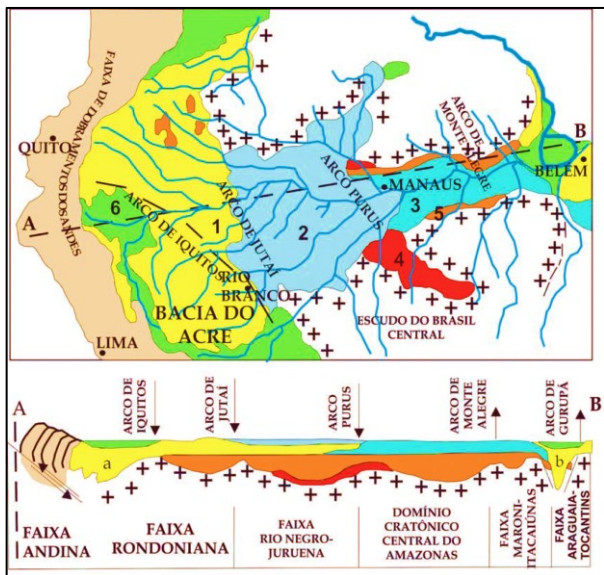 FAIXA DE DOBRAMENTOS DOS ANDES
QUITO
A
6
ARCO DE IQUITOS
1
ARCO DE JUTAÍ
2
ARCO PURUS
MANAUS
3
5
4
ARCO DE
MONTE ALEGRE
B
BELÉM
RIO
BRANCO
BACIA DO
ACRE
LIMA
ESCUDO DO BRASIL
CENTRAL
A
ARCO DE
IQUITOS
ARCO DE
JUTAÍ
ARCO
PURUS
ARCO DE
MONTE
ALEGRE
ARCO DE
GURUPÁ
B
a
b
FAIXA
ANDINA
FAIXA
RONDONIANA
FAIXA
RIO NEGRO-
JURUENA
DOMÍNIO
CRATÔNICO
CENTRAL DO
AMAZONAS
FAIXA
MARONI-
ITACAIÚNAS
FAIXA
ARAGUAIA-
TOCANTINS